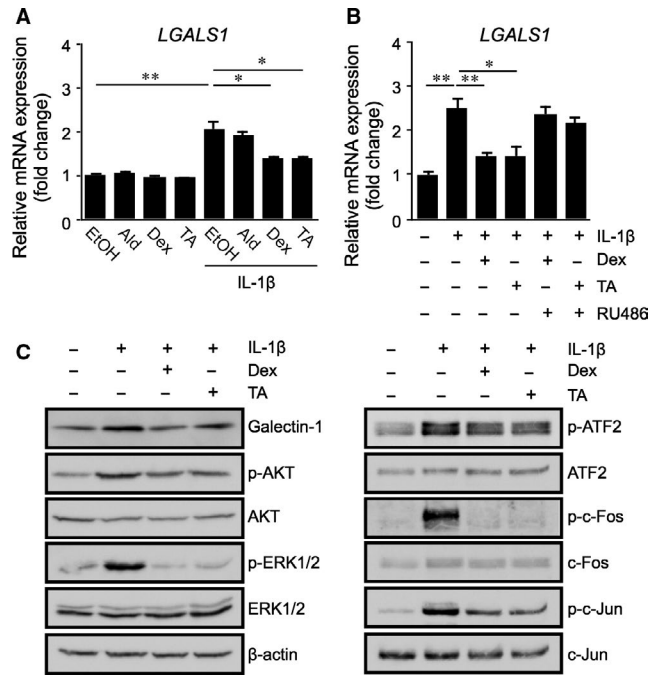 A
LGALS1
Relative mRNA expression
(fold change)
4
3
2
1
0
**
*
*
EtOH
Ald
Dex
TA
EtOH
Ald
Dex
TA
IL-1β
B
LGALS1
Relative mRNA expression
(fold change)
4
3
2
1
0
**
**
*
– + + + + + IL-1β
– – + – + – Dex
– – – + – + TA
– – – – + + RU486
C
– + + + IL-1β
– – + – Dex
– – – + TA
Galectin-1
p-AKT
AKT
p-ERK1/2
ERK1/2
β-actin
– + + + IL-1β
– – + – Dex
– – – + TA
p-ATF2
ATF2
p-c-Fos
c-Fos
p-c-Jun
c-Jun